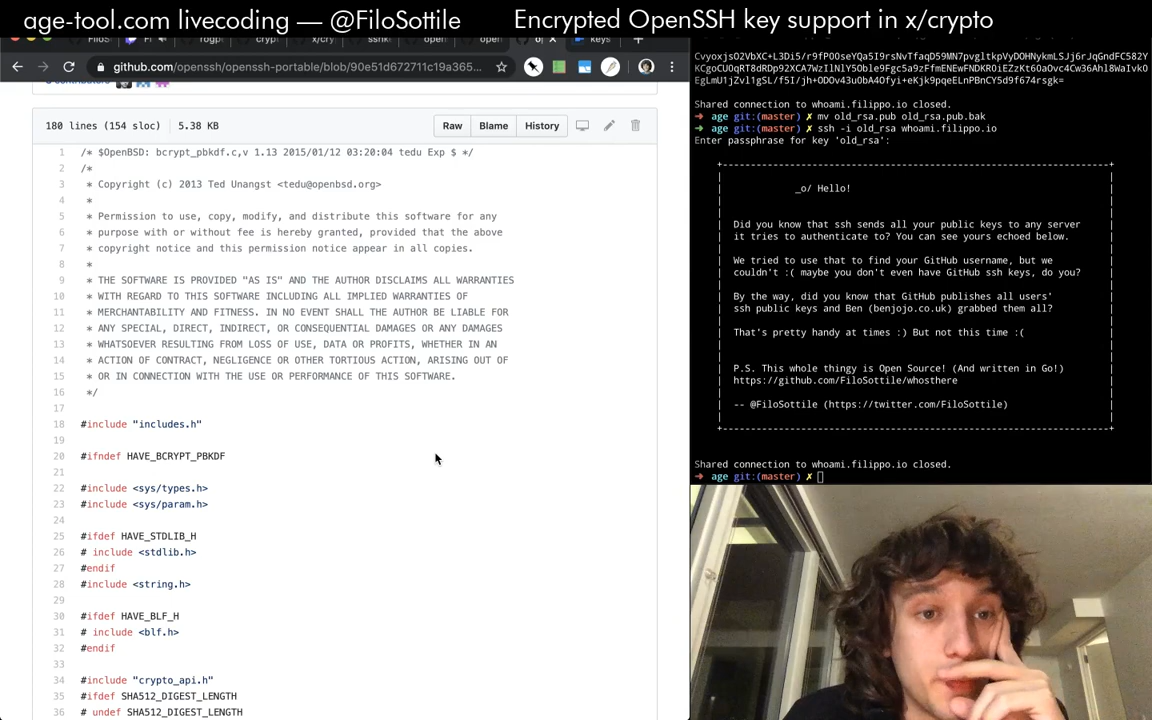 age-tool.com livecoding — @FiloSottile
Encrypted OpenSSH key support in x/crypto
FiloS
rogp
cryp
x/cry
sshk
open
open
keys
github.com/openssh/openssh-portable/blob/90e51d672711c19a365...
180 lines (154 sloc)
5.38 KB
Raw
Blame
History
1 /* $OpenBSD: bcrypt_pbkdf.c,v 1.13 2015/01/12 03:20:04 tedu Exp $ */
2 /*
3 * Copyright (c) 2013 Ted Unangst <tedu@openbsd.org>
4 *
5 * Permission to use, copy, modify, and distribute this software for any
6 * purpose with or without fee is hereby granted, provided that the above
7 * copyright notice and this permission notice appear in all copies.
8 *
9 * THE SOFTWARE IS PROVIDED "AS IS" AND THE AUTHOR DISCLAIMS ALL WARRANTIES
10 * WITH REGARD TO THIS SOFTWARE INCLUDING ALL IMPLIED WARRANTIES OF
11 * MERCHANTABILITY AND FITNESS. IN NO EVENT SHALL THE AUTHOR BE LIABLE FOR
12 * ANY SPECIAL, DIRECT, INDIRECT, OR CONSEQUENTIAL DAMAGES OR ANY DAMAGES
13 * WHATSOEVER RESULTING FROM LOSS OF USE, DATA OR PROFITS, WHETHER IN AN
14 * ACTION OF CONTRACT, NEGLIGENCE OR OTHER TORTIOUS ACTION, ARISING OUT OF
15 * OR IN CONNECTION WITH THE USE OR PERFORMANCE OF THIS SOFTWARE.
16 */
17
18 #include "includes.h"
19
20 #ifndef HAVE_BCRYPT_PBKDF
21
22 #include <sys/types.h>
23 #include <sys/param.h>
24
25 #ifdef HAVE_STDLIB_H
26 # include <stdlib.h>
27 #endif
28 #include <string.h>
29
30 #ifdef HAVE_BLF_H
31 # include <blf.h>
32 #endif
33
34 #include "crypto_api.h"
35 #ifdef SHA512_DIGEST_LENGTH
36 # undef SHA512_DIGEST_LENGTH
Shared connection to whoami.filippo.io closed.
➜ age git:(master) ✗ mv old_rsa.pub old_rsa.pub.bak
➜ age git:(master) ✗ ssh -i old_rsa whoami.filippo.io
Enter passphrase for key 'old_rsa':
_o/ Hello!
Did you know that ssh sends all your public keys to any server
it tries to authenticate to? You can see yours echoed below.
We tried to use that to find your GitHub username, but we
couldn't :( maybe you don't even have GitHub ssh keys, do you?
By the way, did you know that GitHub publishes all users'
ssh public keys and Ben (benjojo.co.uk) grabbed them all?
That's pretty handy at times :) But not this time :(
P.S. This whole thingy is Open Source! (And written in Go!)
https://github.com/FiloSottile/whosthere
-- @FiloSottile (https://twitter.com/FiloSottile)
Shared connection to whoami.filippo.io closed.
➜ age git:(master) ✗